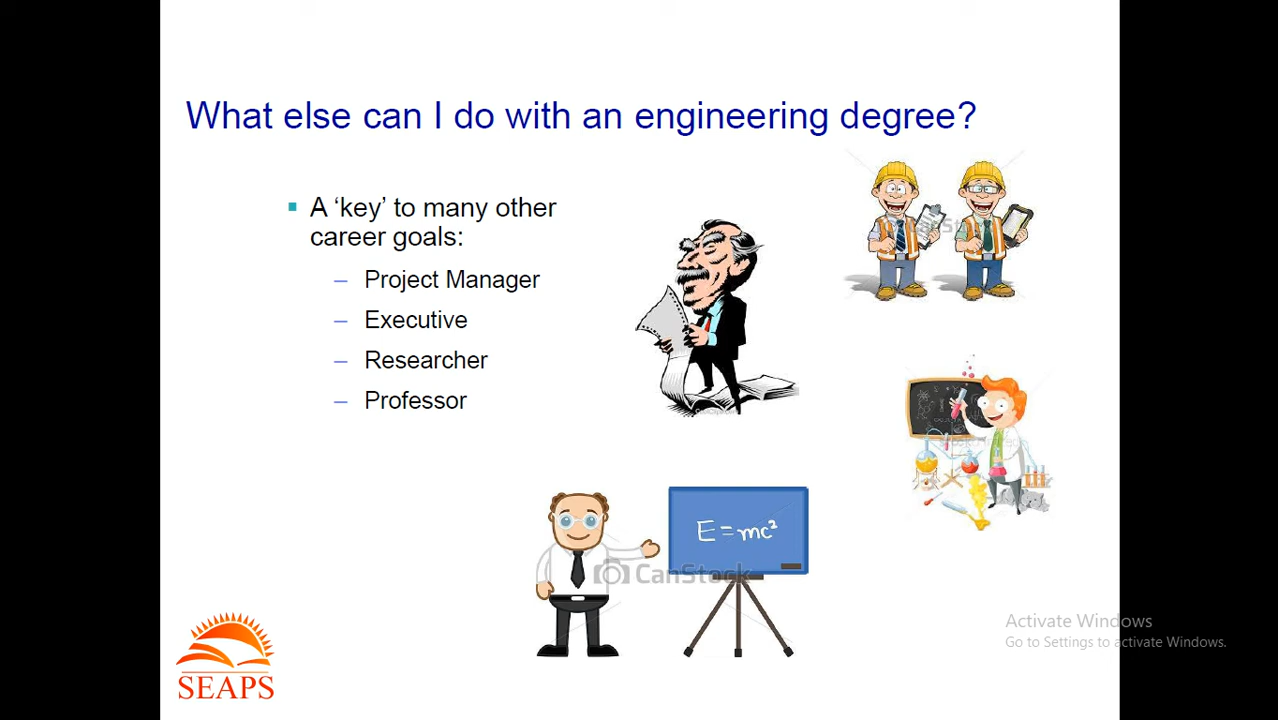 What else can I do with an engineering degree?
A ‘key’ to many other
career goals:
– Project Manager
– Executive
– Researcher
– Professor
E=mc²
CanStock
SEAPS
Activate Windows
Go to Settings to activate Windows.